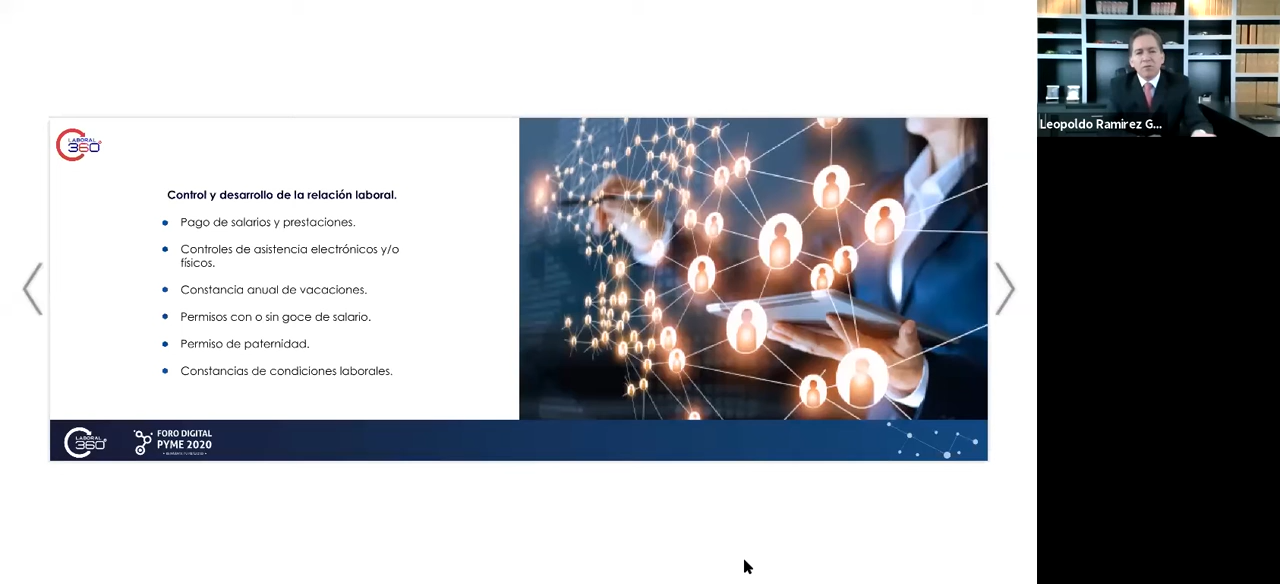 LABORAL
360°
Control y desarrollo de la relación laboral.
Pago de salarios y prestaciones.
Controles de asistencia electrónicos y/o
físicos.
Constancia anual de vacaciones.
Permisos con o sin goce de salario.
Permiso de paternidad.
Constancias de condiciones laborales.
LABORAL
360°
FORO DIGITAL
PYME 2020
Leopoldo Ramirez G...